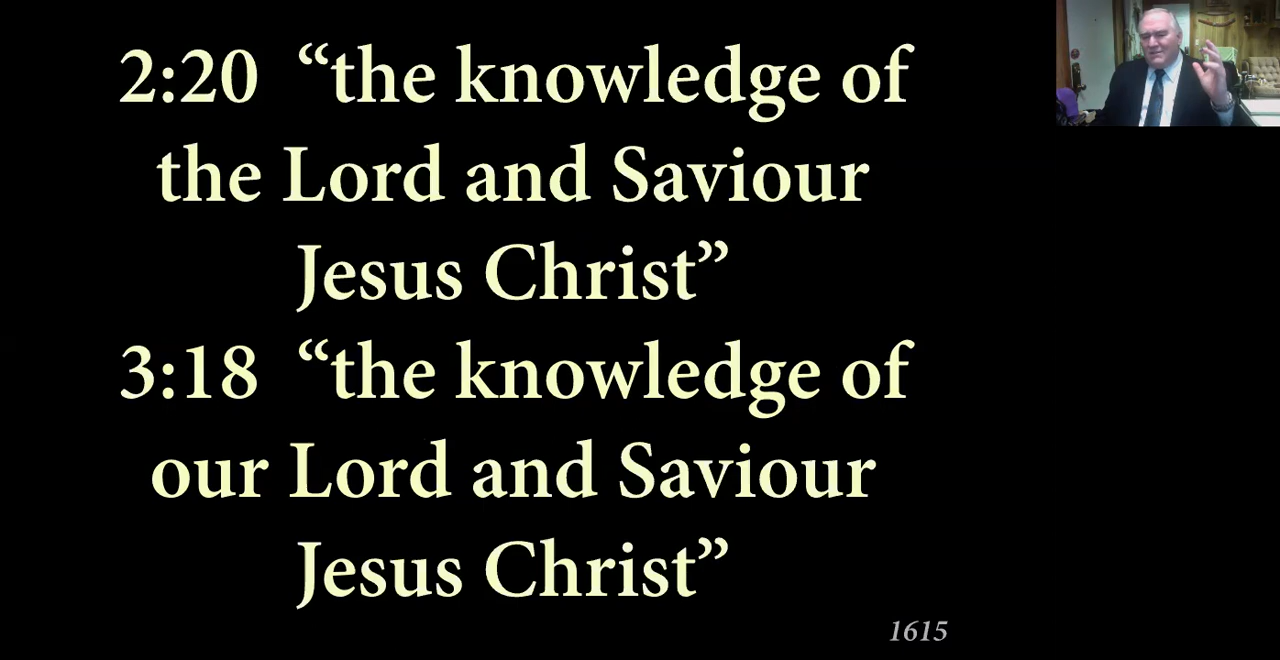 2:20 “the knowledge of
the Lord and Saviour
Jesus Christ”
3:18 “the knowledge of
our Lord and Saviour
Jesus Christ”
1615